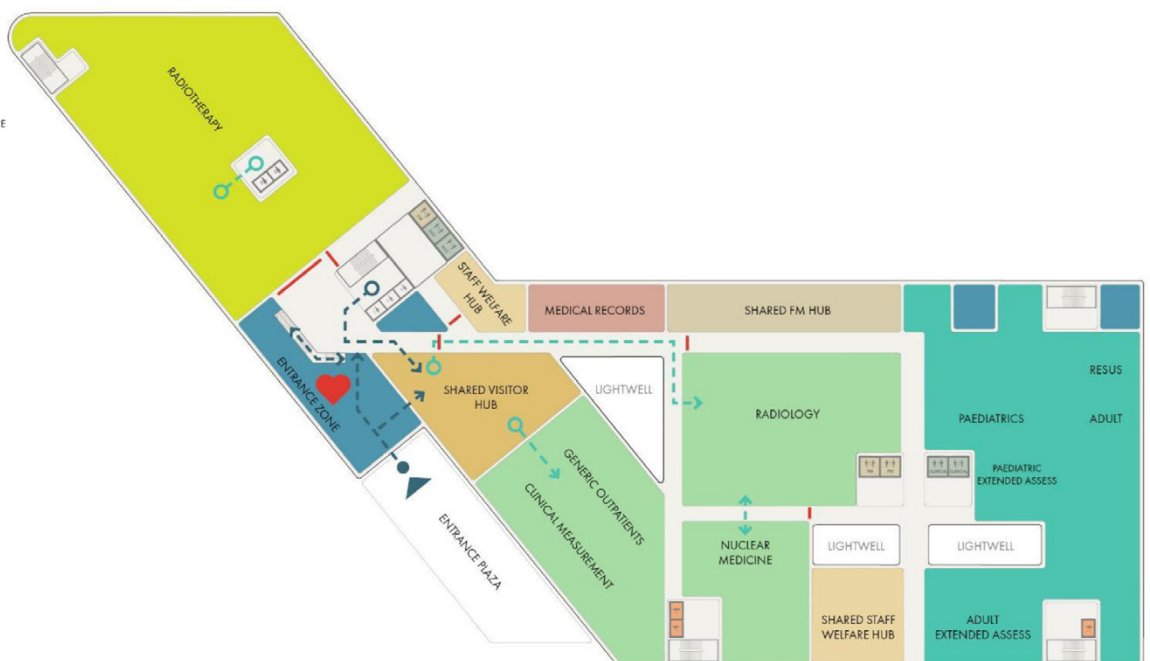 RE
RADIOTHERAPY
STAFF WELFARE
HUB
MEDICAL RECORDS
SHARED FM HUB
ENTRANCE ZONE
SHARED VISITOR
HUB
LIGHTWELL
RADIOLOGY
RESUS
PAEDIATRICS
ADULT
PAEDIATRIC
EXTENDED ASSESS
GENERIC OUTPATIENTS
CLINICAL MEASUREMENT
ENTRANCE PLAZA
NUCLEAR
MEDICINE
LIGHTWELL
LIGHTWELL
SHARED STAFF
WELFARE HUB
ADULT
EXTENDED ASSESS